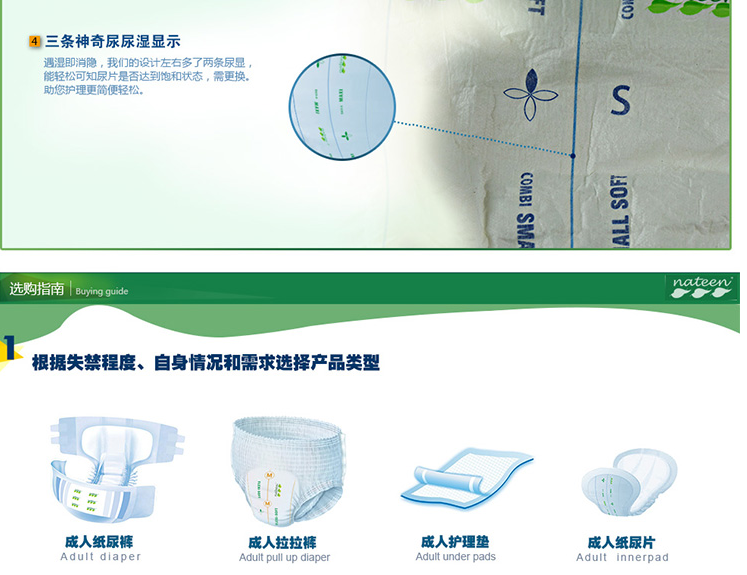 4 三条神奇尿尿湿显示
遇湿即消隐，我们的设计左右多了两条尿显，
能轻松可知尿片是否达到饱和状态，需更换。
助您护理更简便轻松。
S
COMBI SMA
ALL SOF
选购指南 Buying guide
nateen
1
根据失禁程度、自身情况和需求选择产品类型
M
M
成人纸尿裤
Adult diaper
成人拉拉裤
Adult pull up diaper
成人护理垫
Adult under pads
成人纸尿片
Adult innerpad